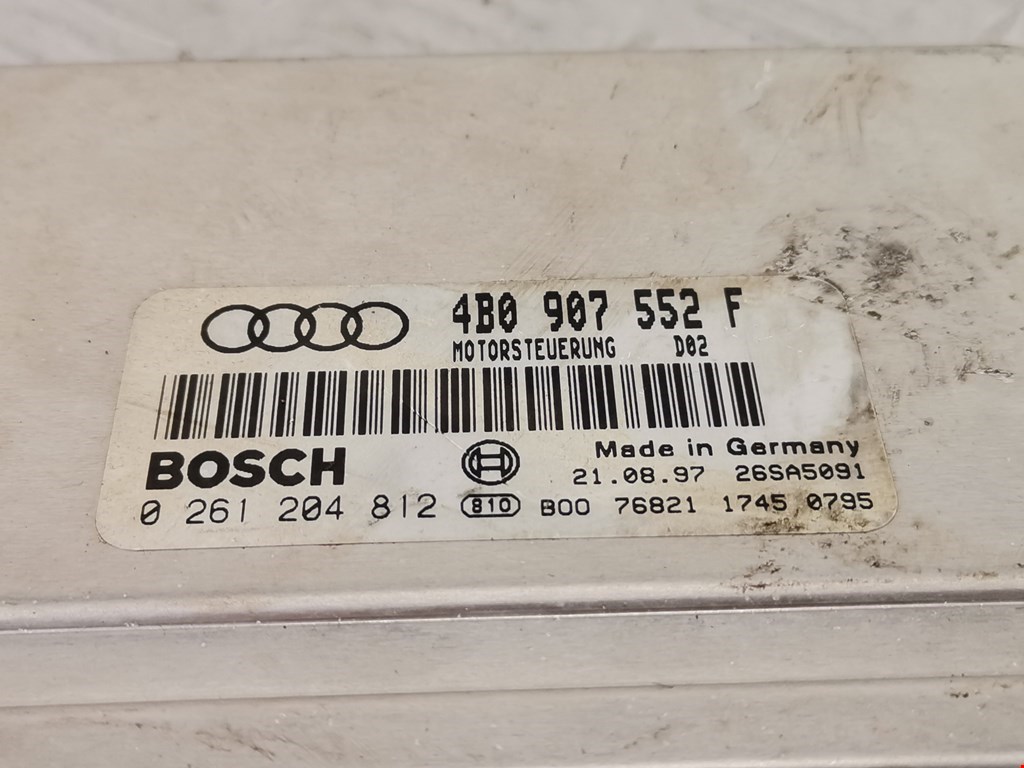 4B0 907 552 F
MOTORSTEUERUNG D02
BOSCH
Made in Germany
21.08.97 26SA5091
0 261 204 812 810 B00 76821 1745 0795